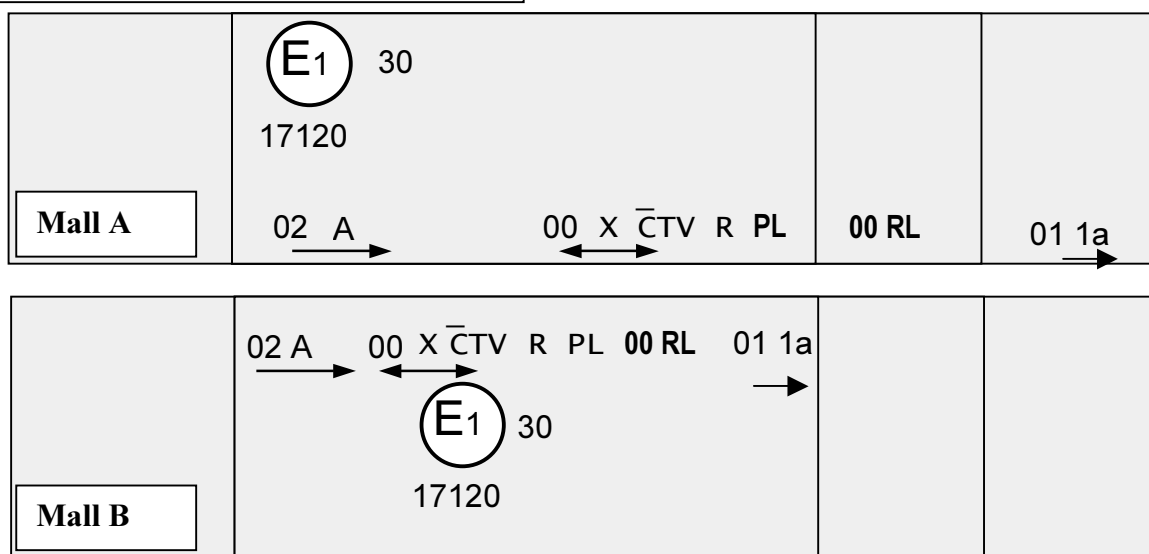 E1 30
17120
Mall A
02 A
00 X C̅TV R PL
00 RL
01 1a
02 A 00 X C̅TV R PL 00 RL 01 1a
E1 30
17120
Mall B